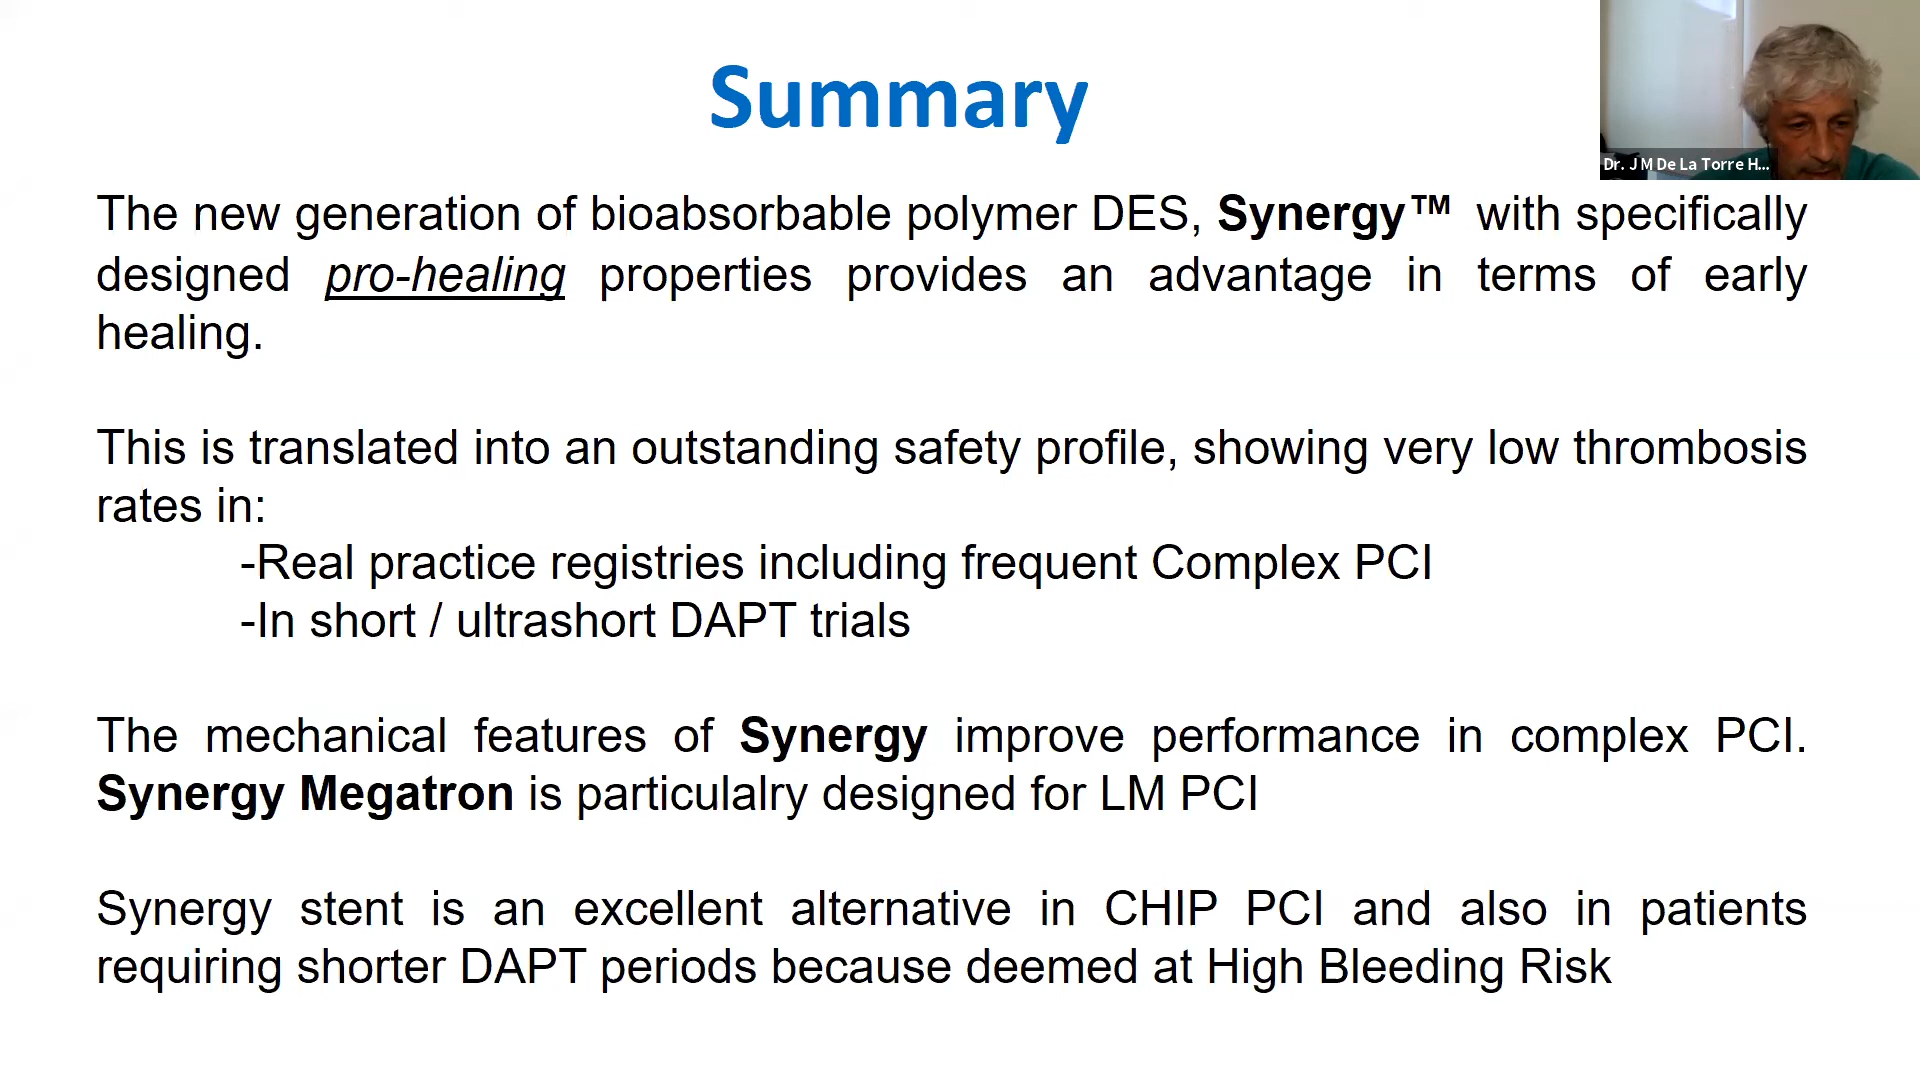 Summary
Dr. J M De La Torre H...
The new generation of bioabsorbable polymer DES, Synergy™ with specifically
designed pro-healing properties provides an advantage in terms of early
healing.
This is translated into an outstanding safety profile, showing very low thrombosis
rates in:
-Real practice registries including frequent Complex PCI
-In short / ultrashort DAPT trials
The mechanical features of Synergy improve performance in complex PCI.
Synergy Megatron is particulalry designed for LM PCI
Synergy stent is an excellent alternative in CHIP PCI and also in patients
requiring shorter DAPT periods because deemed at High Bleeding Risk